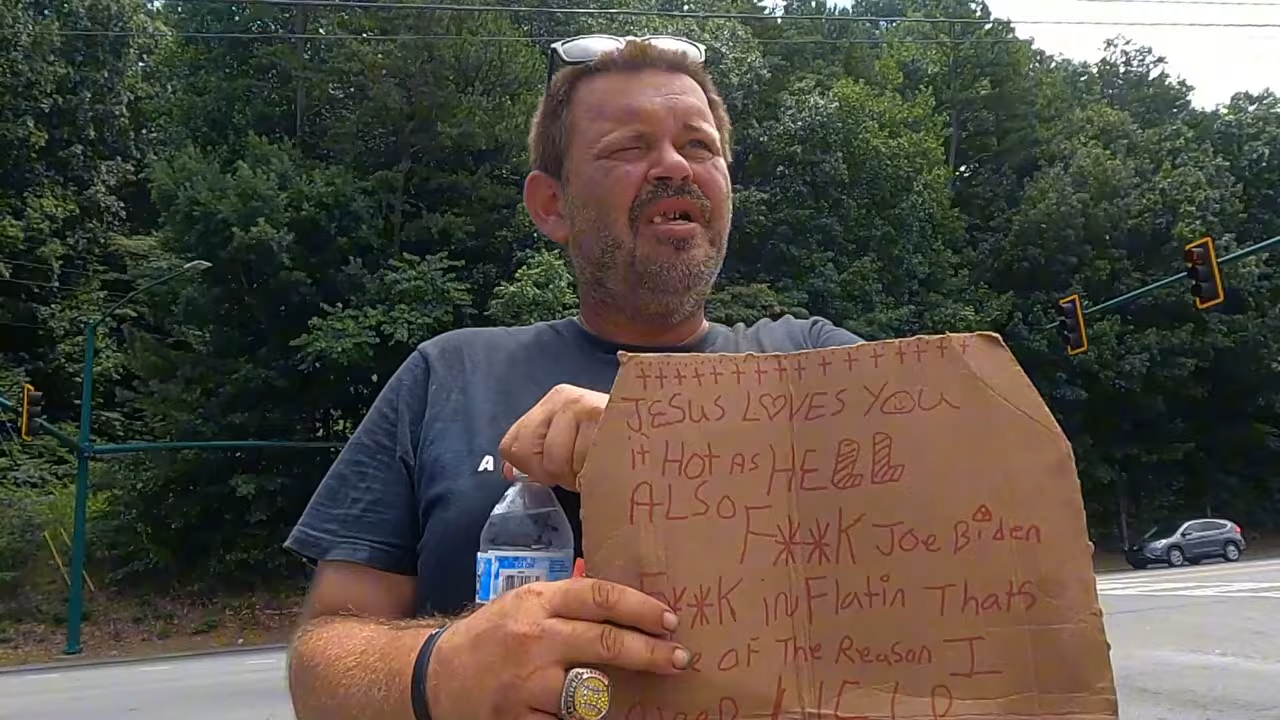 JESUS LOVES YOU
it Hot AS HELL
ALSO F**K Joe Biden
F**K inFlatin Thats
oF The Reason I
A